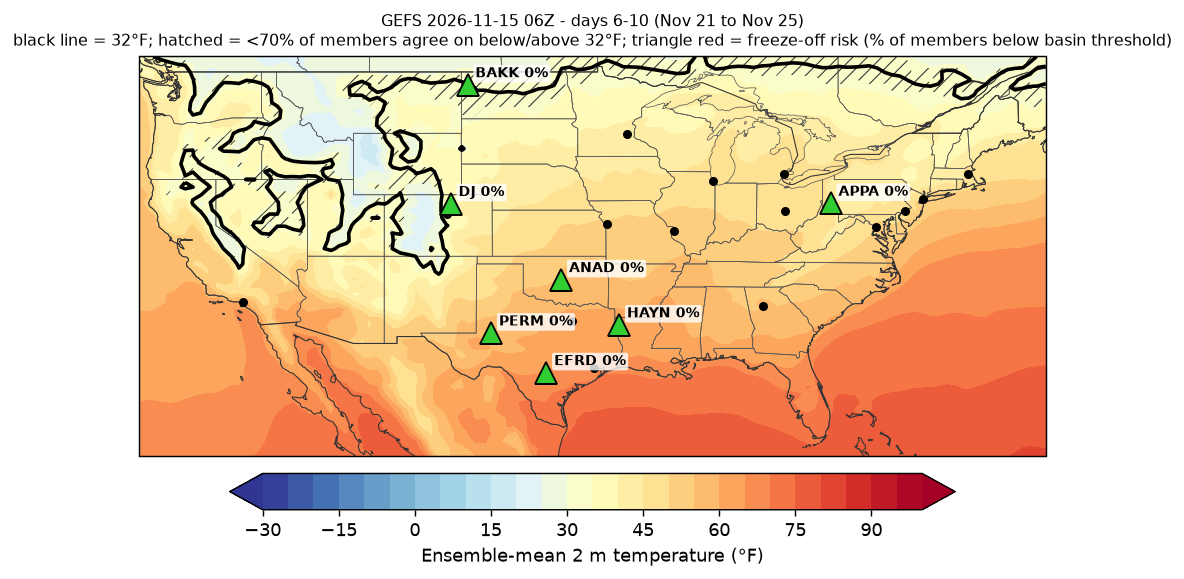 GEFS 2026-11-15 06Z - days 6-10 (Nov 21 to Nov 25)
black line = 32°F; hatched = <70% of members agree on below/above 32°F; triangle red = freeze-off risk (% of members below basin threshold)
BAKK 0%
DJ 0%
APPA 0%
ANAD 0%
HAYN 0%
PERM 0%
EFRD 0%
−30 −15 0 15 30 45 60 75 90
Ensemble-mean 2 m temperature (°F)